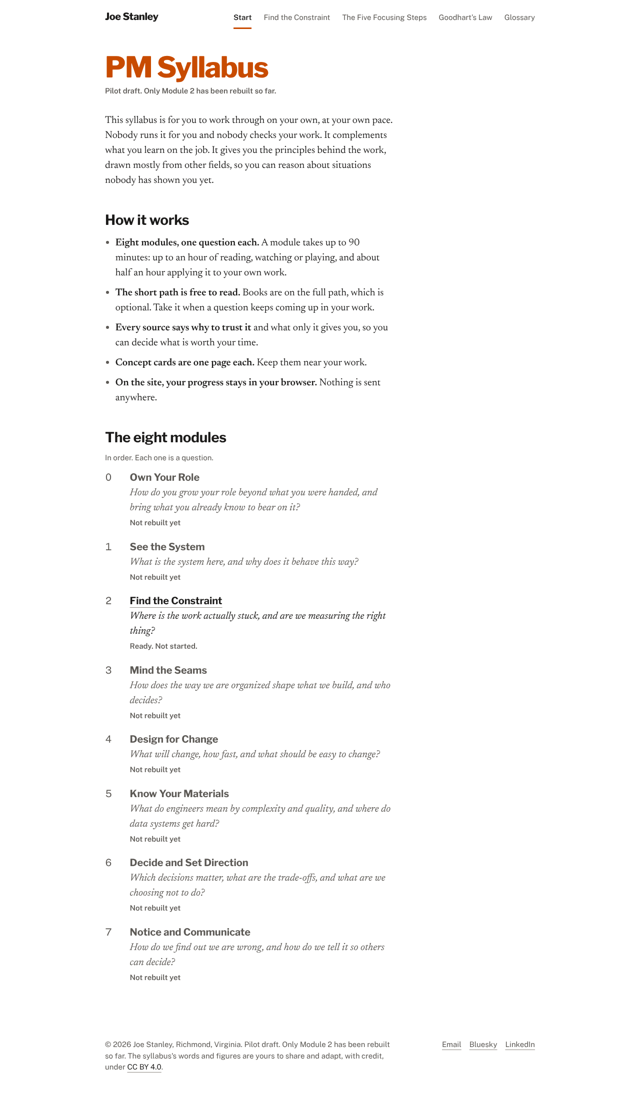 Joe Stanley
Start
Find the Constraint
The Five Focusing Steps
Goodhart's Law
Glossary
PM Syllabus
Pilot draft. Only Module 2 has been rebuilt so far.
This syllabus is for you to work through on your own, at your own pace.
Nobody runs it for you and nobody checks your work. It complements
what you learn on the job. It gives you the principles behind the work,
drawn mostly from other fields, so you can reason about situations
nobody has shown you yet.
How it works
• Eight modules, one question each. A module takes up to 90
minutes: up to an hour of reading, watching or playing, and about
half an hour applying it to your own work.
• The short path is free to read. Books are on the full path, which is
optional. Take it when a question keeps coming up in your work.
• Every source says why to trust it and what only it gives you, so you
can decide what is worth your time.
• Concept cards are one page each. Keep them near your work.
• On the site, your progress stays in your browser. Nothing is sent
anywhere.
The eight modules
In order. Each one is a question.
0 Own Your Role
How do you grow your role beyond what you were handed, and
bring what you already know to bear on it?
Not rebuilt yet
1 See the System
What is the system here, and why does it behave this way?
Not rebuilt yet
2 Find the Constraint
Where is the work actually stuck, and are we measuring the right
thing?
Ready. Not started.
3 Mind the Seams
How does the way we are organized shape what we build, and who
decides?
Not rebuilt yet
4 Design for Change
What will change, how fast, and what should be easy to change?
Not rebuilt yet
5 Know Your Materials
What do engineers mean by complexity and quality, and where do
data systems get hard?
Not rebuilt yet
6 Decide and Set Direction
Which decisions matter, what are the trade-offs, and what are we
choosing not to do?
Not rebuilt yet
7 Notice and Communicate
How do we find out we are wrong, and how do we tell it so others
can decide?
Not rebuilt yet
© 2026 Joe Stanley, Richmond, Virginia. Pilot draft. Only Module 2 has been rebuilt
so far. The syllabus's words and figures are yours to share and adapt, with credit,
under CC BY 4.0.
Email
Bluesky
LinkedIn